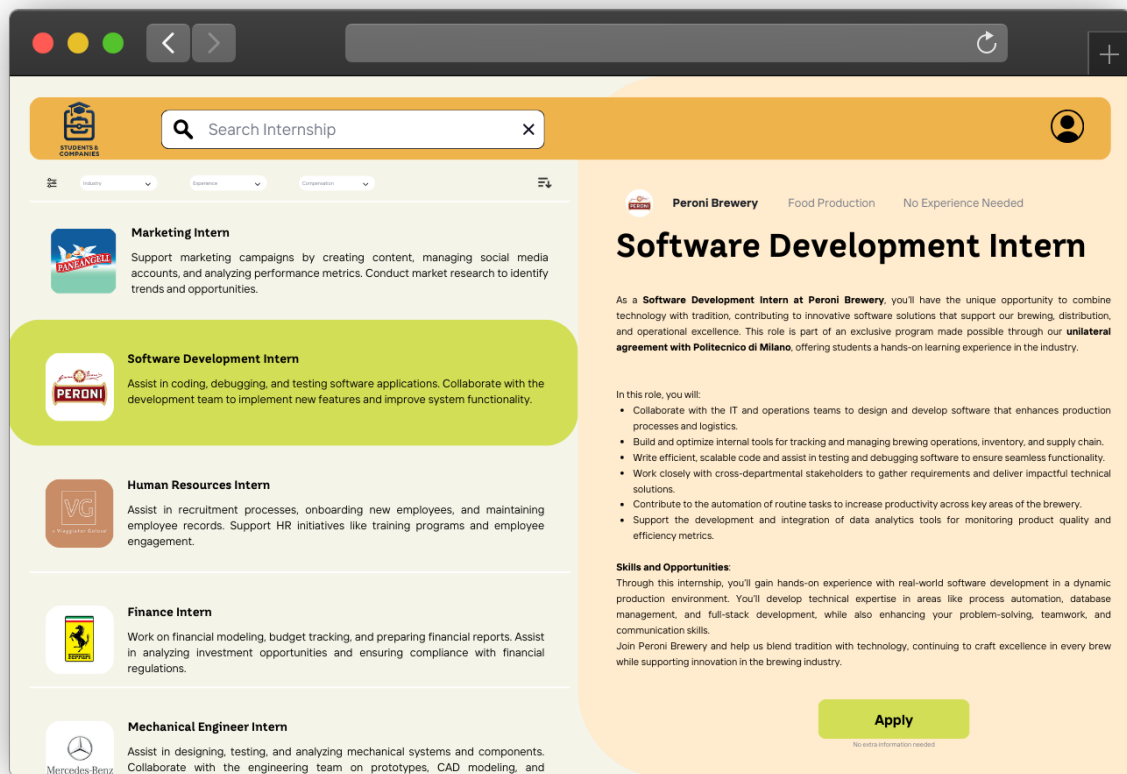 STUDENTS &
COMPANIES
Search Internship
Industry
Experience
Compensation
PANEANGELI
Marketing Intern
Support marketing campaigns by creating content, managing social media
accounts, and analyzing performance metrics. Conduct market research to identify
trends and opportunities.
PERONI
Software Development Intern
Assist in coding, debugging, and testing software applications. Collaborate with the
development team to implement new features and improve system functionality.
VG
Human Resources Intern
Assist in recruitment processes, onboarding new employees, and maintaining
employee records. Support HR initiatives like training programs and employee
engagement.
Ferrari
Finance Intern
Work on financial modeling, budget tracking, and preparing financial reports. Assist
in analyzing investment opportunities and ensuring compliance with financial
regulations.
Mercedes-Benz
Mechanical Engineer Intern
Assist in designing, testing, and analyzing mechanical systems and components.
Collaborate with the engineering team on prototypes, CAD modeling, and
PERONI
Peroni Brewery Food Production No Experience Needed
Software Development Intern
As a Software Development Intern at Peroni Brewery, you'll have the unique opportunity to combine
technology with tradition, contributing to innovative software solutions that support our brewing, distribution,
and operational excellence. This role is part of an exclusive program made possible through our unilateral
agreement with Politecnico di Milano, offering students a hands-on learning experience in the industry.
In this role, you will:
• Collaborate with the IT and operations teams to design and develop software that enhances production
processes and logistics.
• Build and optimize internal tools for tracking and managing brewing operations, inventory, and supply chain.
• Write efficient, scalable code and assist in testing and debugging software to ensure seamless functionality.
• Work closely with cross-departmental stakeholders to gather requirements and deliver impactful technical
solutions.
• Contribute to the automation of routine tasks to increase productivity across key areas of the brewery.
• Support the development and integration of data analytics tools for monitoring product quality and
efficiency metrics.
Skills and Opportunities:
Through this internship, you'll gain hands-on experience with real-world software development in a dynamic
production environment. You'll develop technical expertise in areas like process automation, database
management, and full-stack development, while also enhancing your problem-solving, teamwork, and
communication skills.
Join Peroni Brewery and help us blend tradition with technology, continuing to craft excellence in every brew
while supporting innovation in the brewing industry.
Apply
No extra information needed